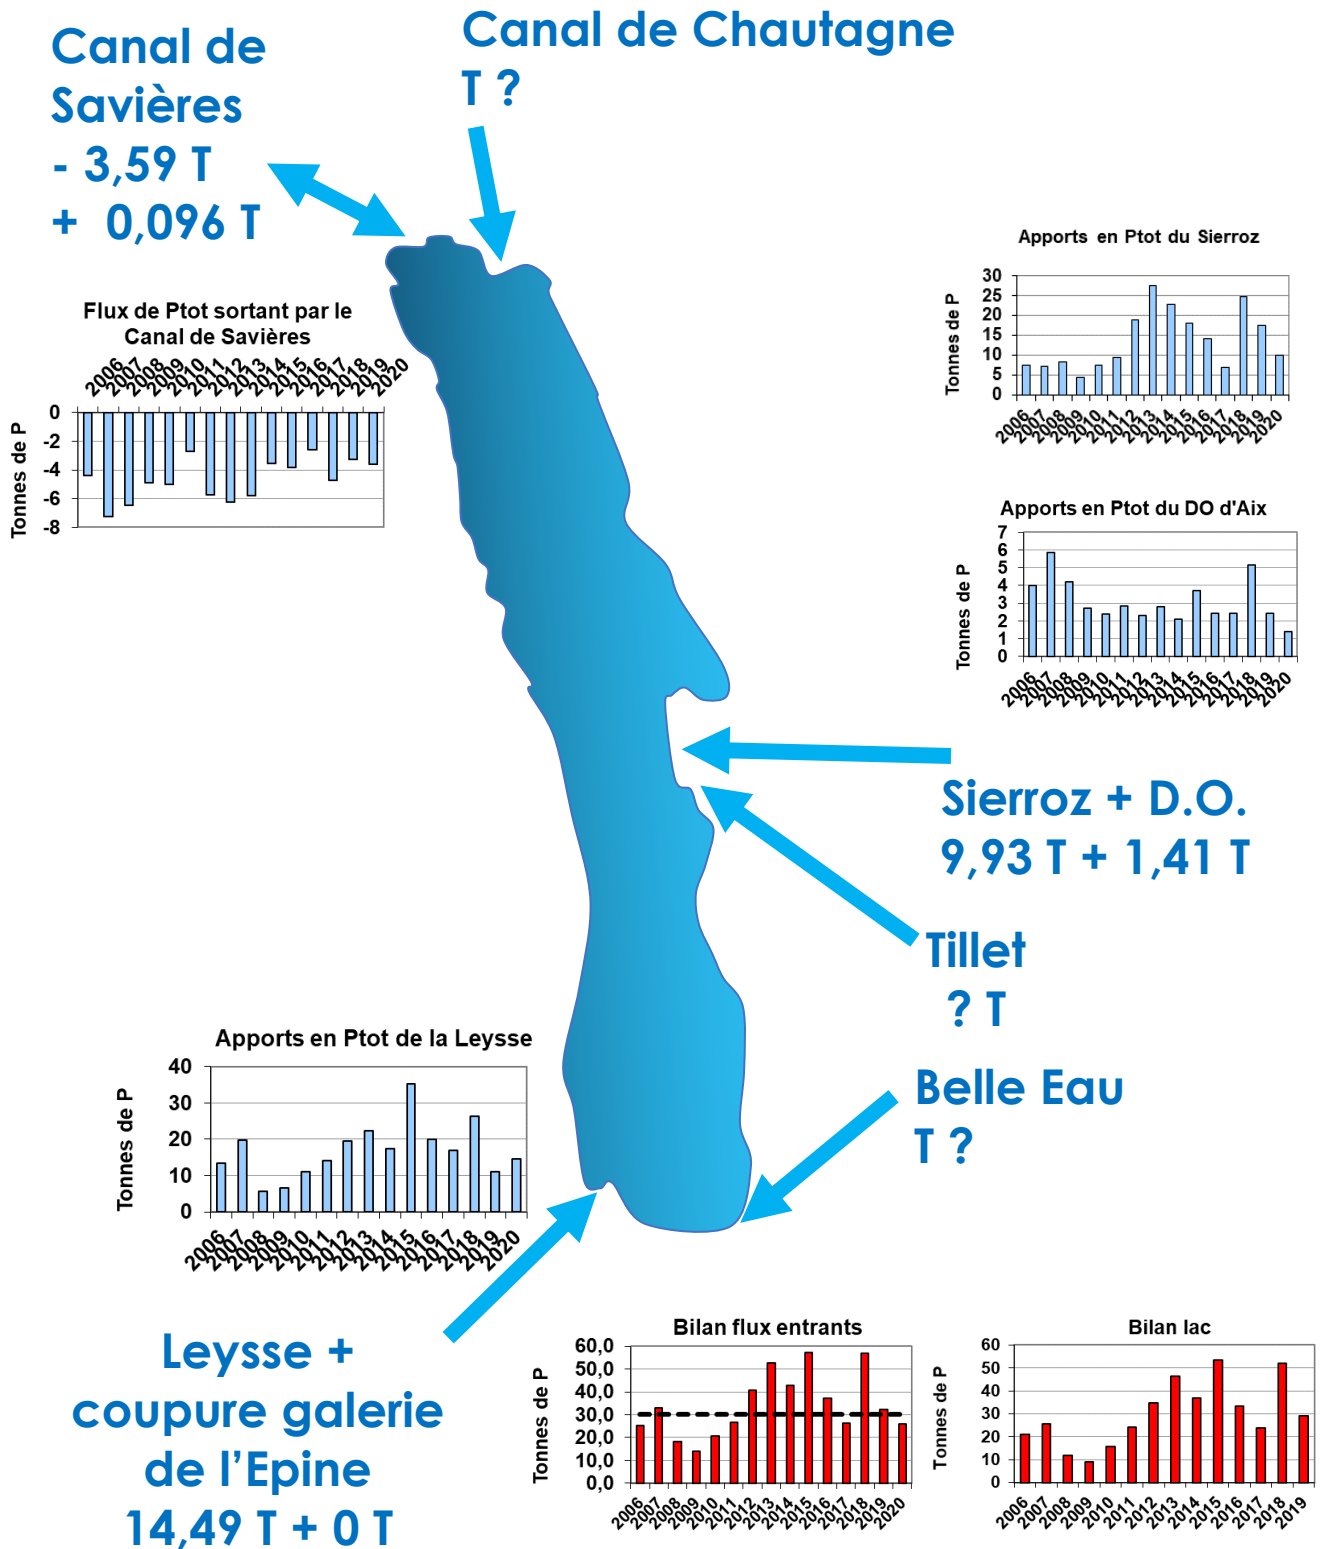 Canal de
Savières
- 3,59 T
+ 0,096 T
Canal de Chautagne
T ?
Flux de Ptot sortant par le
Canal de Savières
2006 2007 2008 2009 2010 2011 2012 2013 2014 2015 2016 2017 2018 2019 2020
Tonnes de P
0
-2
-4
-6
-8
Apports en Ptot du Sierroz
Tonnes de P
30
25
20
15
10
5
0
2006 2007 2008 2009 2010 2011 2012 2013 2014 2015 2016 2017 2018 2019 2020
Apports en Ptot du DO d'Aix
Tonnes de P
7
6
5
4
3
2
1
0
2006 2007 2008 2009 2010 2011 2012 2013 2014 2015 2016 2017 2018 2019 2020
Sierroz + D.O.
9,93 T + 1,41 T
Tillet
? T
Belle Eau
T ?
Apports en Ptot de la Leysse
Tonnes de P
40
30
20
10
0
2006 2007 2008 2009 2010 2011 2012 2013 2014 2015 2016 2017 2018 2019 2020
Leysse +
coupure galerie
de l'Epine
14,49 T + 0 T
Bilan flux entrants
Tonnes de P
60,0
50,0
40,0
30,0
20,0
10,0
0,0
2006 2007 2008 2009 2010 2011 2012 2013 2014 2015 2016 2017 2018 2019 2020
Bilan lac
Tonnes de P
60
50
40
30
20
10
0
2006 2007 2008 2009 2010 2011 2012 2013 2014 2015 2016 2017 2018 2019